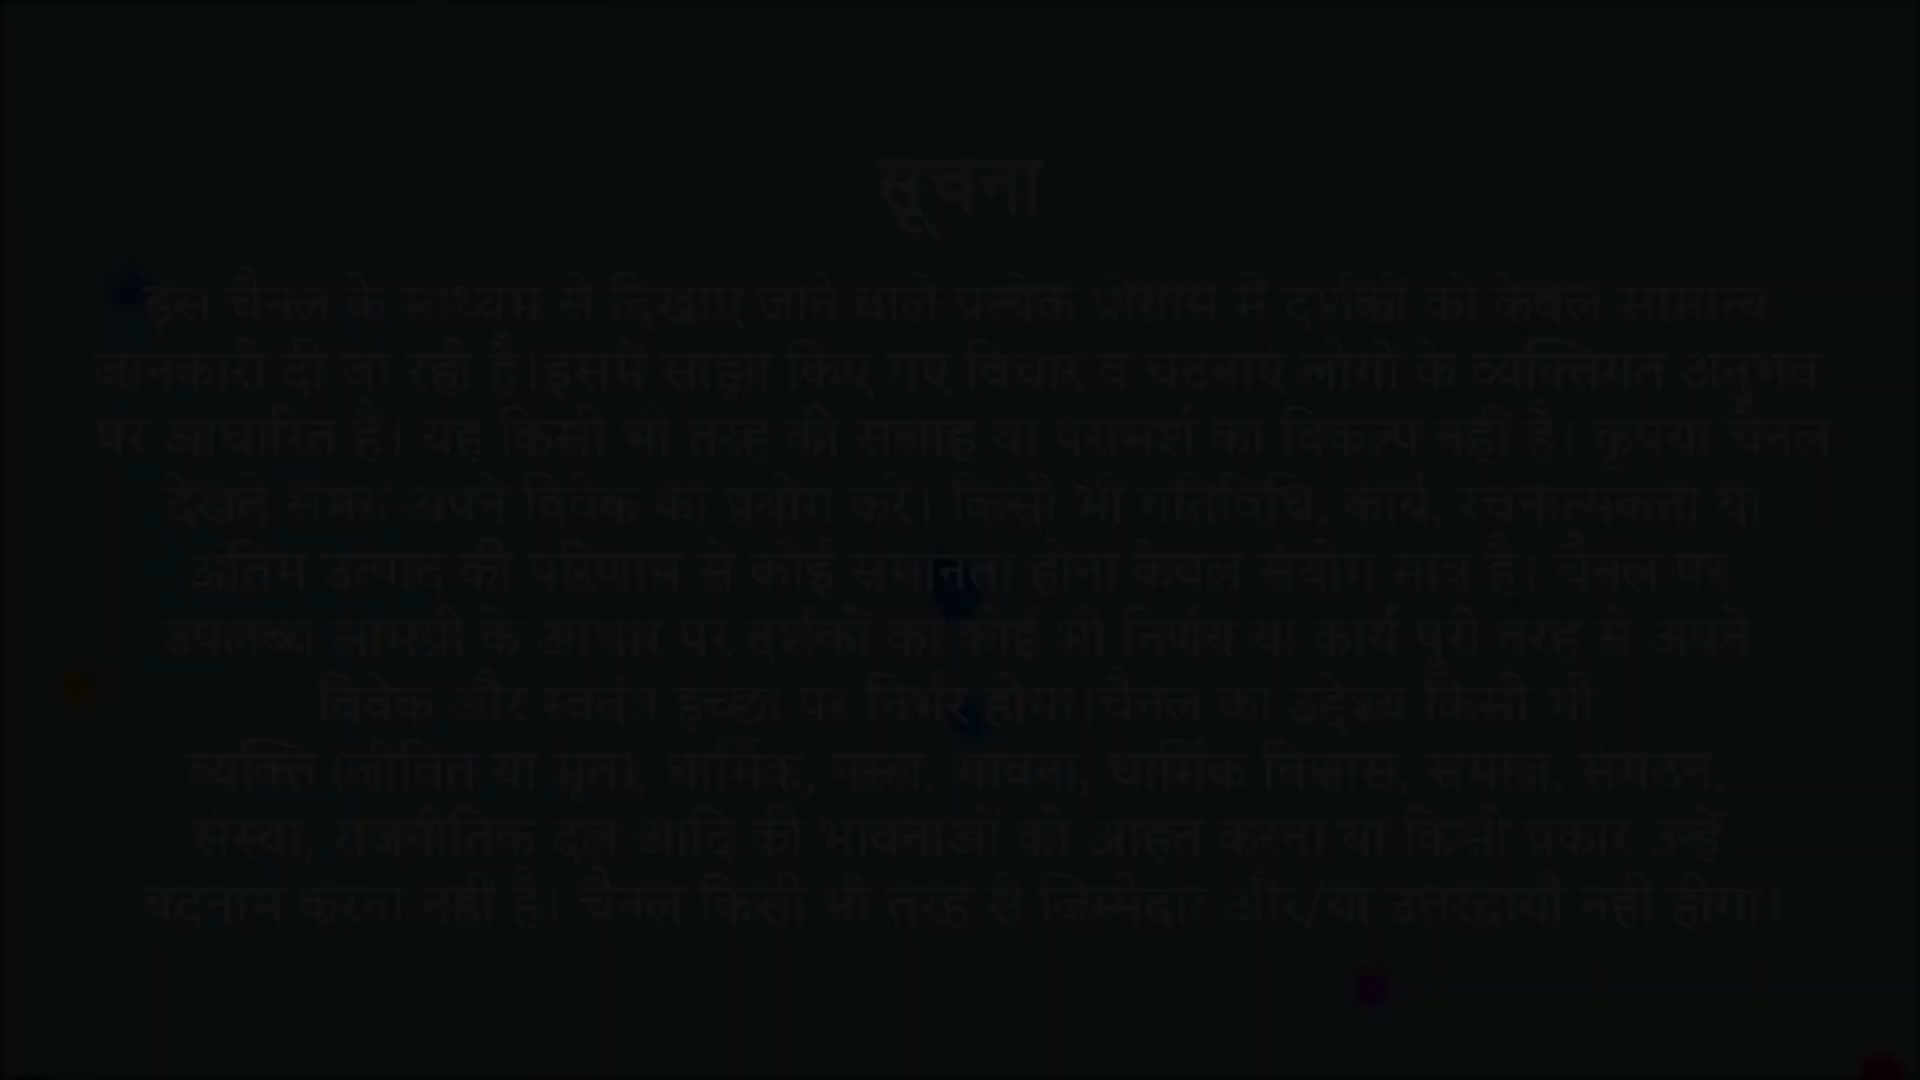 सूचना
इस चैनल के माध्यम से दिखाए जाने वाले प्रत्येक प्रोग्राम में दर्शकों को केवल सामान्य
जानकारी दी जा रही है।इसमें साझा किए गए विचार व घटनाएं लोगो के व्यक्तिगत अनुभव
पर आधारित हैं। यह किसी भी तरह की सलाह या परामर्श का विकल्प नहीं है। कृपया चैनल
देखते समय अपने विवेक का प्रयोग करें। किसी भी गतिविधि, कार्य, रचनात्मकता या
अंतिम उत्पाद की परिणाम से कोई समानता होना केवल संयोग मात्र है। चैनल पर
उपलब्ध सामग्री के आधार पर दर्शकों का कोई भी निर्णय या कार्य पूरी तरह से अपने
विवेक और स्वतंत्र इच्छा पर निर्भर होगा।चैनल का उद्देश्य किसी भी
व्यक्ति (जीवित या मृत), धार्मिक, नस्ल, भावना, धार्मिक विश्वास, समाज, संगठन,
संस्था, राजनीतिक दल आदि की भावनाओं को आहत करना या किसी प्रकार उन्हें
बदनाम करना नहीं है। चैनल किसी भी तरह से जिम्मेदार और/या उत्तरदायी नहीं होगा।